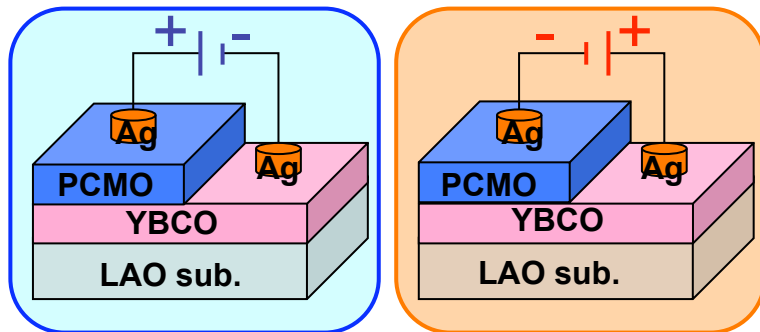 + -
Ag
Ag
PCMO
YBCO
LAO sub.
- +
Ag
Ag
PCMO
YBCO
LAO sub.